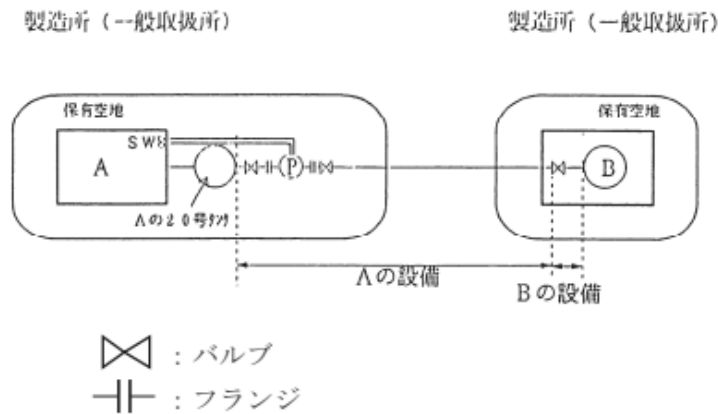 製造所（一般取扱所）
製造所（一般取扱所）
保有空地
SWS
A
P
Aの20号タンク
保有空地
B
Aの設備
Bの設備
：バルブ
：フランジ